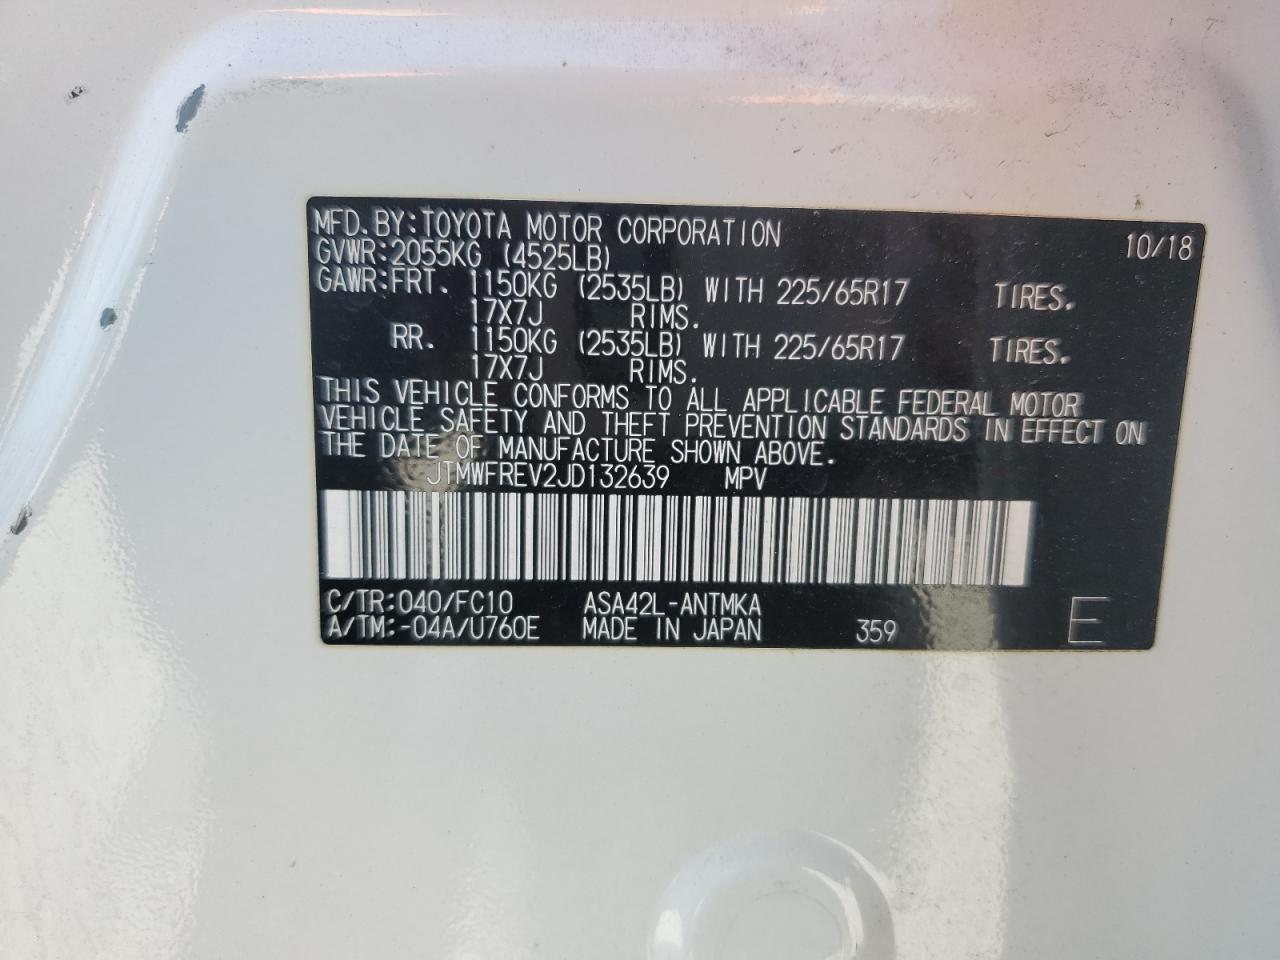 MFD.BY:TOYOTA MOTOR CORPORATION 10/18
GVWR:2055KG (4525LB)
GAWR:FRT. 1150KG (2535LB) WITH 225/65R17 TIRES.
17X7J RIMS.
RR. 1150KG (2535LB) WITH 225/65R17 TIRES.
17X7J RIMS.
THIS VEHICLE CONFORMS TO ALL APPLICABLE FEDERAL MOTOR
VEHICLE SAFETY AND THEFT PREVENTION STANDARDS IN EFFECT ON
THE DATE OF MANUFACTURE SHOWN ABOVE.
JTMWFREV2JD132639 MPV
C/TR:040/FC10 ASA42L-ANTMKA
A/TM:-04A/U760E MADE IN JAPAN 359 E